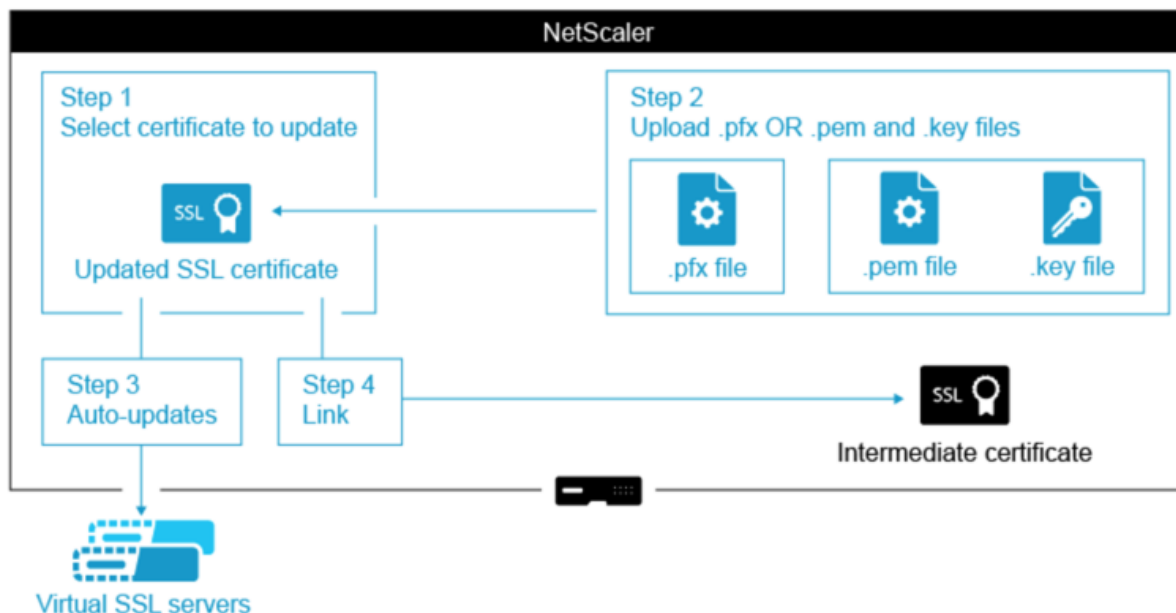 NetScaler
Step 1
Select certificate to update
SSL
Updated SSL certificate
Step 2
Upload .pfx OR .pem and .key files
.pfx file
.pem file
.key file
Step 3
Auto-updates
Step 4
Link
SSL
Intermediate certificate
Virtual SSL servers